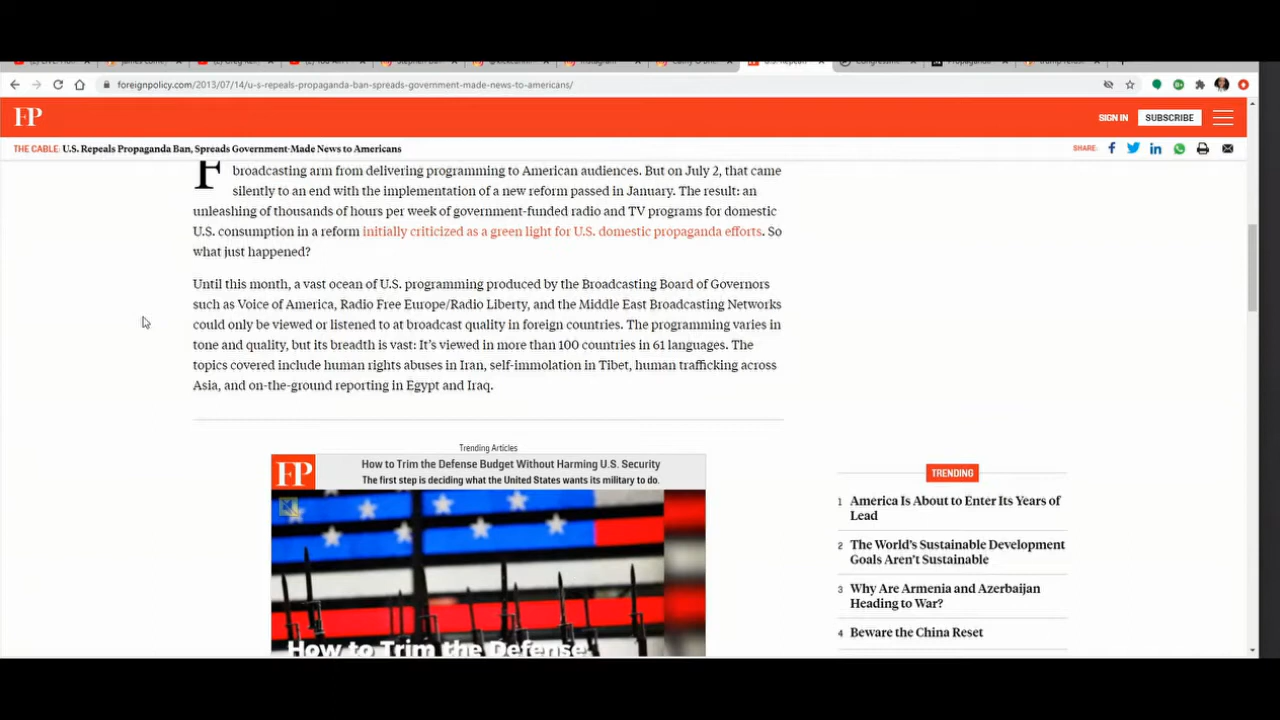 foreignpolicy.com/2013/07/14/u-s-repeals-propaganda-ban-spreads-government-made-news-to-americans/
FP
SIGN IN
SUBSCRIBE
THE CABLE: U.S. Repeals Propaganda Ban, Spreads Government-Made News to Americans
SHARE:
F
broadcasting arm from delivering programming to American audiences. But on July 2, that came
silently to an end with the implementation of a new reform passed in January. The result: an
unleashing of thousands of hours per week of government-funded radio and TV programs for domestic
U.S. consumption in a reform initially criticized as a green light for U.S. domestic propaganda efforts. So
what just happened?
Until this month, a vast ocean of U.S. programming produced by the Broadcasting Board of Governors
such as Voice of America, Radio Free Europe/Radio Liberty, and the Middle East Broadcasting Networks
could only be viewed or listened to at broadcast quality in foreign countries. The programming varies in
tone and quality, but its breadth is vast: It's viewed in more than 100 countries in 61 languages. The
topics covered include human rights abuses in Iran, self-immolation in Tibet, human trafficking across
Asia, and on-the-ground reporting in Egypt and Iraq.
Trending Articles
FP
How to Trim the Defense Budget Without Harming U.S. Security
The first step is deciding what the United States wants its military to do.
How to Trim the Defense
TRENDING
1 America Is About to Enter Its Years of
Lead
2 The World's Sustainable Development
Goals Aren't Sustainable
3 Why Are Armenia and Azerbaijan
Heading to War?
4 Beware the China Reset